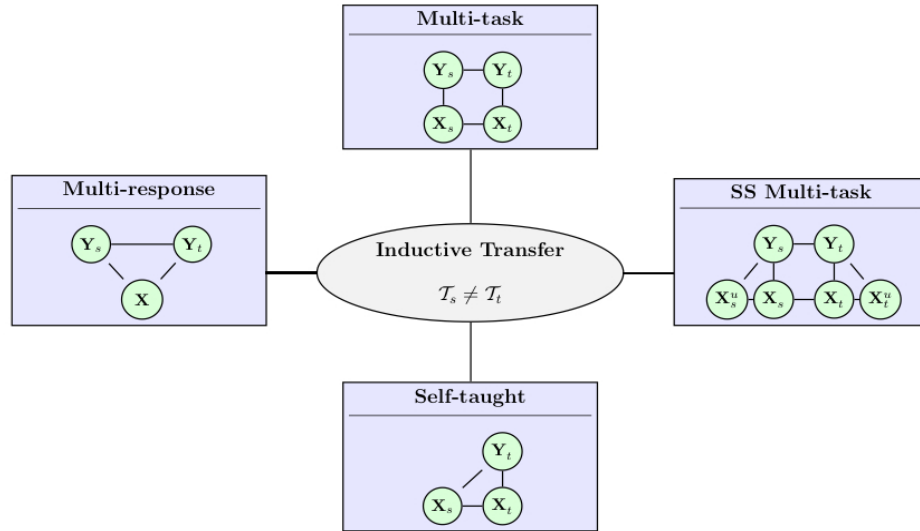 Multi-task
Y_s Y_t
X_s X_t
Multi-response
Y_s Y_t
X
Inductive Transfer
𝒯_s ≠ 𝒯_t
SS Multi-task
Y_s Y_t
X_s^u X_s X_t X_t^u
Self-taught
Y_t
X_s X_t